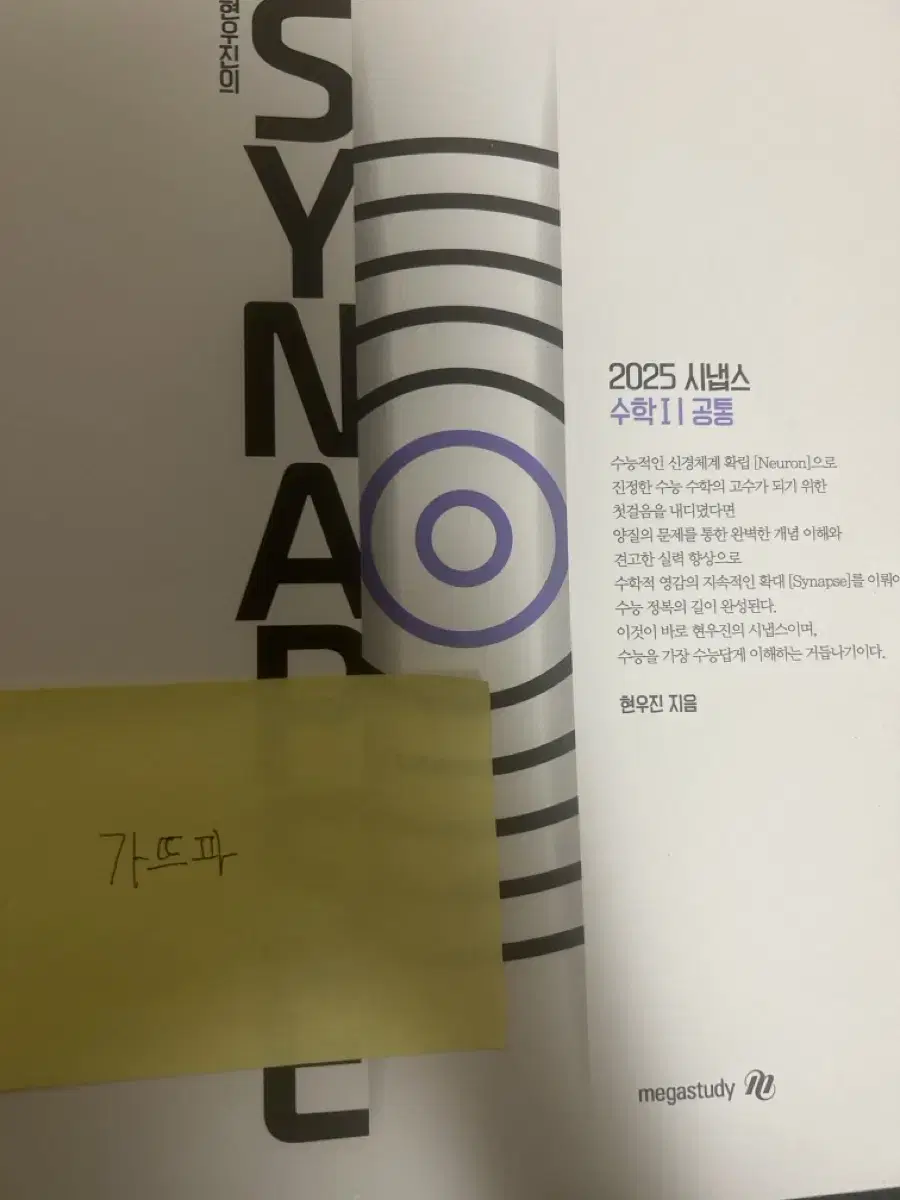 현우진의
SYNAP
E
2025 시냅스
수학 I | 공통
수능적인 신경체계 확립 [Neuron]으로
진정한 수능 수학의 고수가 되기 위한
첫걸음을 내디뎠다면
양질의 문제를 통한 완벽한 개념 이해와
견고한 실력 향상으로
수학적 영감의 지속적인 확대 [Synapse]를 이뤄
수능 정복의 길이 완성된다.
이것이 바로 현우진의 시냅스이며,
수능을 가장 수능답게 이해하는 거듭나기이다.
현우진 지음
가뜨파
megastudy